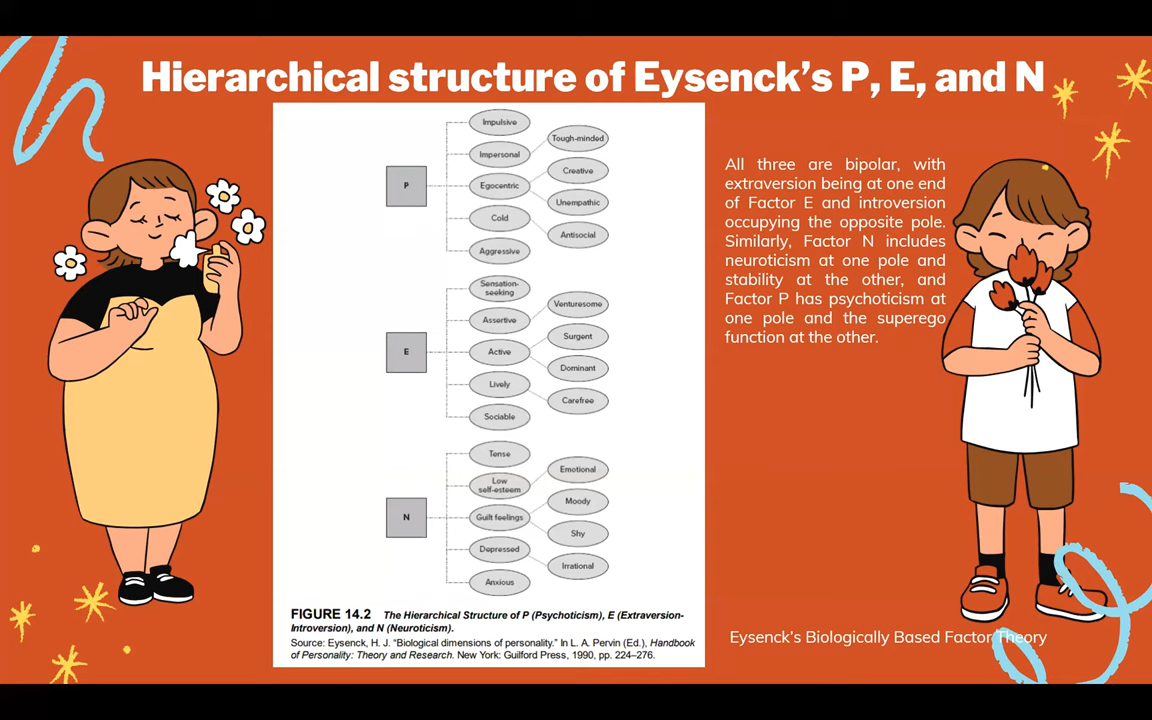 Hierarchical structure of Eysenck's P, E, and N
Impulsive
Tough-minded
Impersonal
Creative
P
Egocentric
Unempathic
Cold
Antisocial
Aggressive
Sensation-
seeking
Venturesome
Assertive
Surgent
E
Active
Dominant
Lively
Carefree
Sociable
Tense
Emotional
Low
self-esteem
Moody
N
Guilt feelings
Shy
Depressed
Irrational
Anxious
FIGURE 14.2 The Hierarchical Structure of P (Psychoticism), E (Extraversion-
Introversion), and N (Neuroticism).
Source: Eysenck, H. J. "Biological dimensions of personality." In L. A. Pervin (Ed.), Handbook
of Personality: Theory and Research. New York: Guilford Press, 1990, pp. 224–276.
All three are bipolar, with
extraversion being at one end
of Factor E and introversion
occupying the opposite pole.
Similarly, Factor N includes
neuroticism at one pole and
stability at the other, and
Factor P has psychoticism at
one pole and the superego
function at the other.
Eysenck's Biologically Based Factor Theory